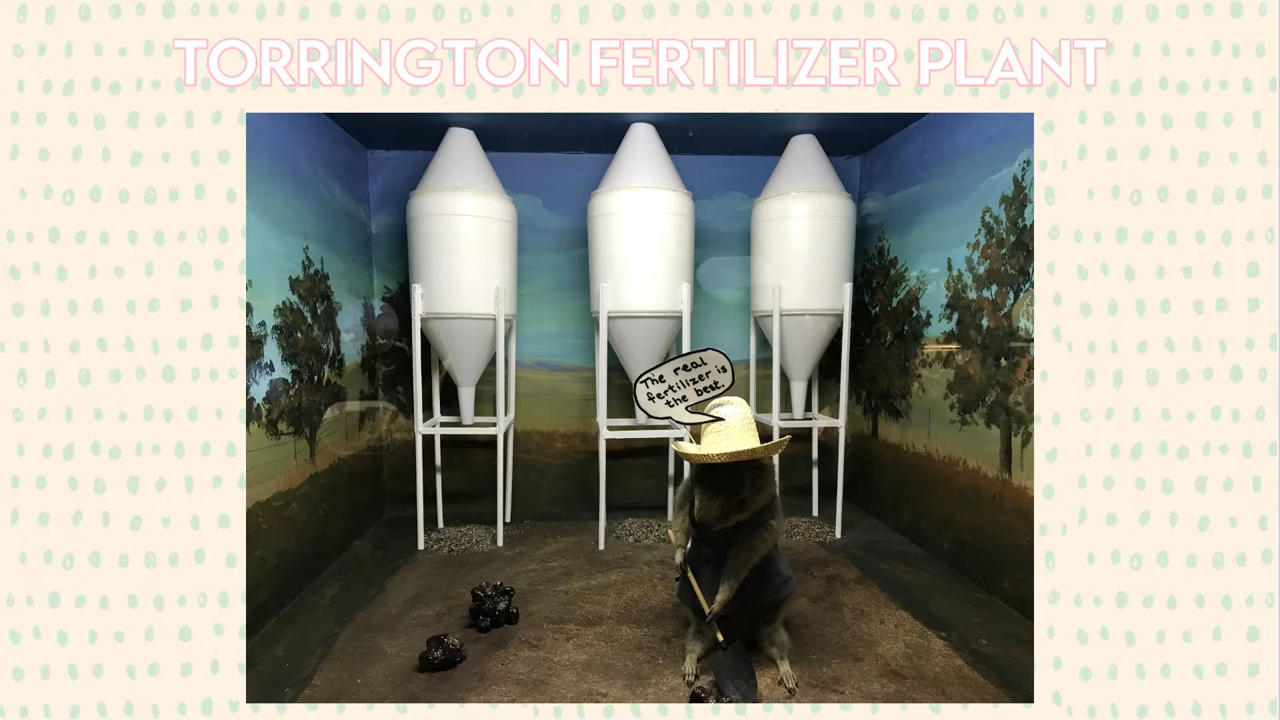 TORRINGTON FERTILIZER PLANT
The real
fertilizer is
the best.